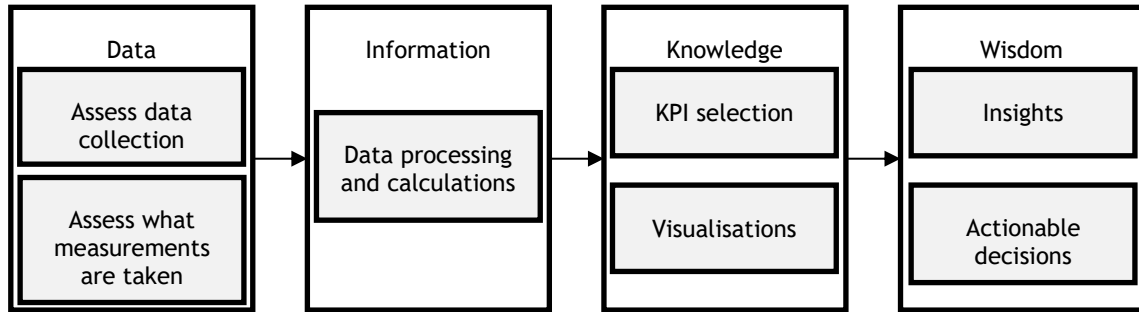 Data
Assess data
collection
Assess what
measurements
are taken
Information
Data processing
and calculations
Knowledge
KPI selection
Visualisations
Wisdom
Insights
Actionable
decisions